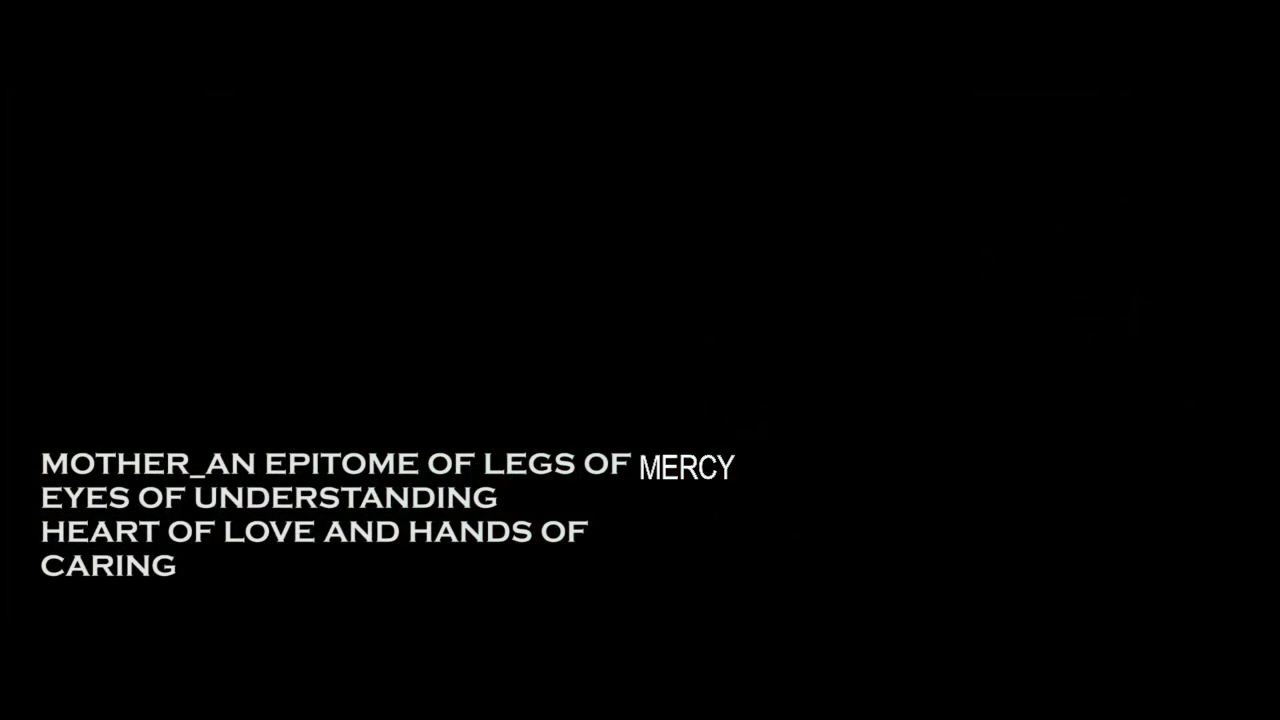 MOTHER_AN EPITOME OF LEGS OF MERCY
EYES OF UNDERSTANDING
HEART OF LOVE AND HANDS OF
CARING